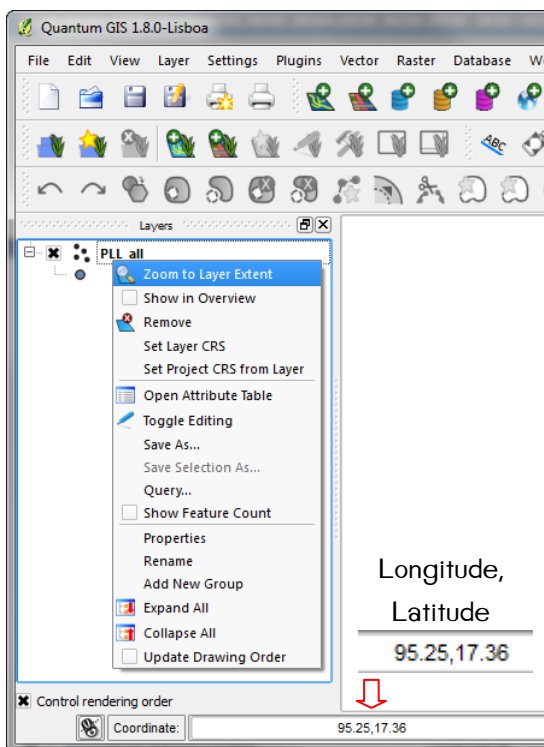 Quantum GIS 1.8.0-Lisboa
File Edit View Layer Settings Plugins Vector Raster Database
ABC
Layers
PLL_all
Zoom to Layer Extent
Show in Overview
Remove
Set Layer CRS
Set Project CRS from Layer
Open Attribute Table
Toggle Editing
Save As...
Save Selection As...
Query...
Show Feature Count
Properties
Rename
Add New Group
Expand All
Collapse All
Update Drawing Order
Longitude,
Latitude
95.25,17.36
Control rendering order
Coordinate: 95.25,17.36